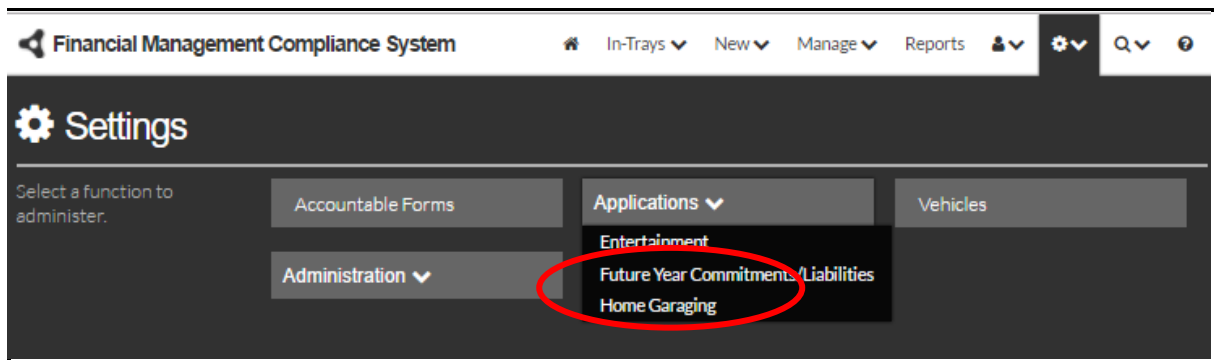 Financial Management Compliance System In-Trays New Manage Reports
Settings
Select a function to
administer.
Accountable Forms
Applications
Vehicles
Entertainment
Administration
Future Year Commitments/Liabilities
Home Garaging